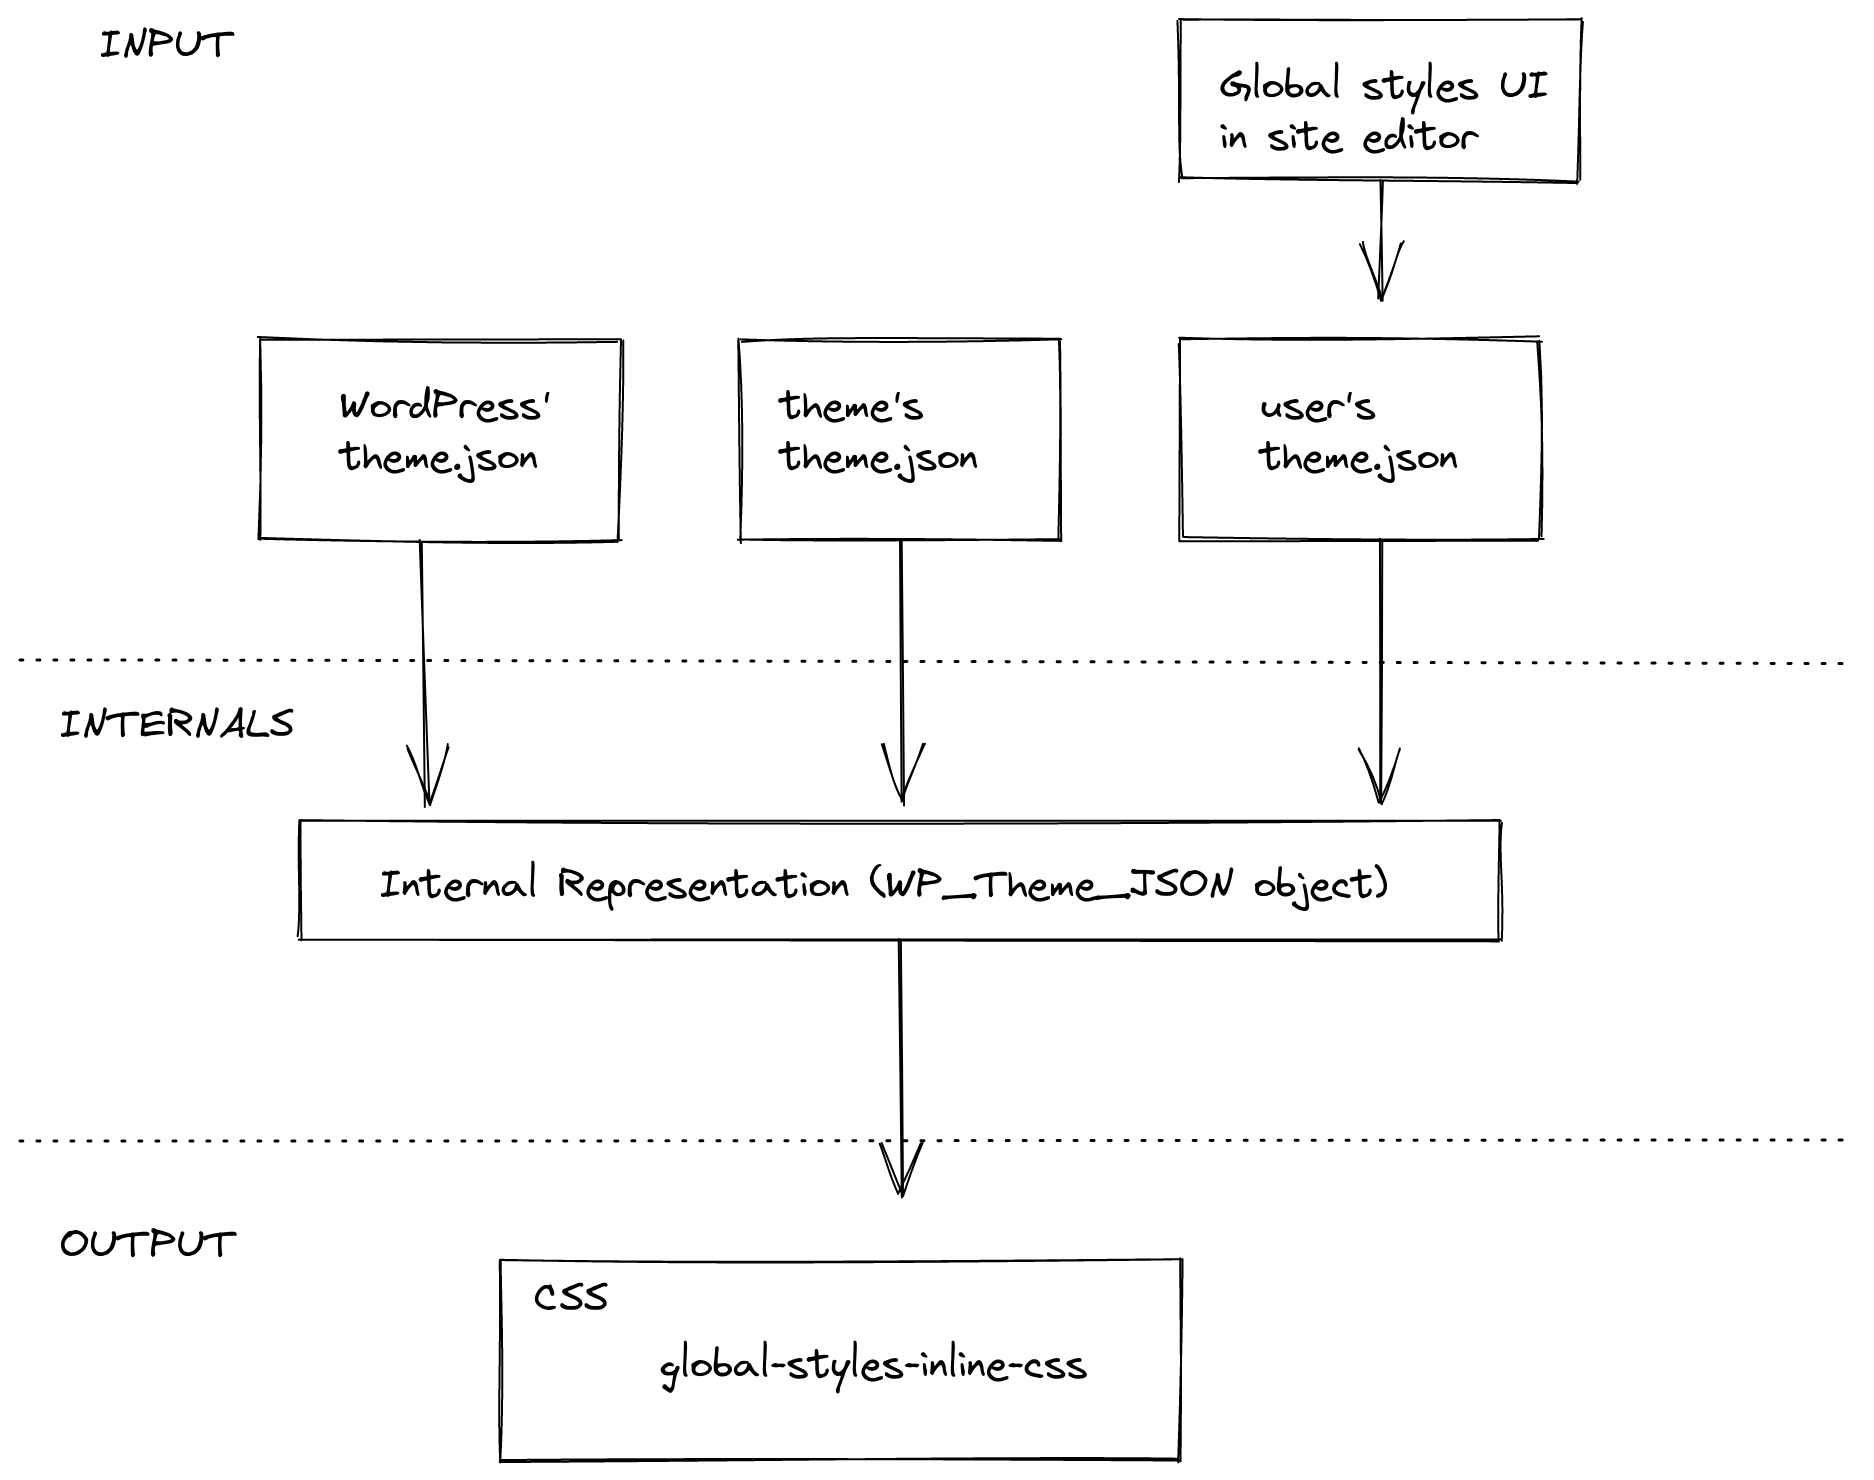 INPUT
Global styles UI
in site editor
WordPress'
theme.json
theme's
theme.json
user's
theme.json
INTERNALS
Internal Representation (WP_Theme_JSON object)
OUTPUT
CSS
global-styles-inline-css